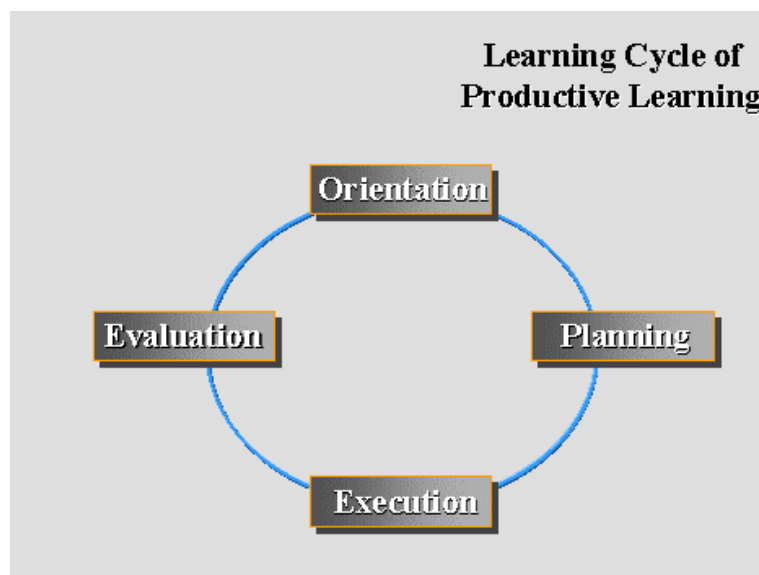 Learning Cycle of
Productive Learning
Orientation
Evaluation
Planning
Execution